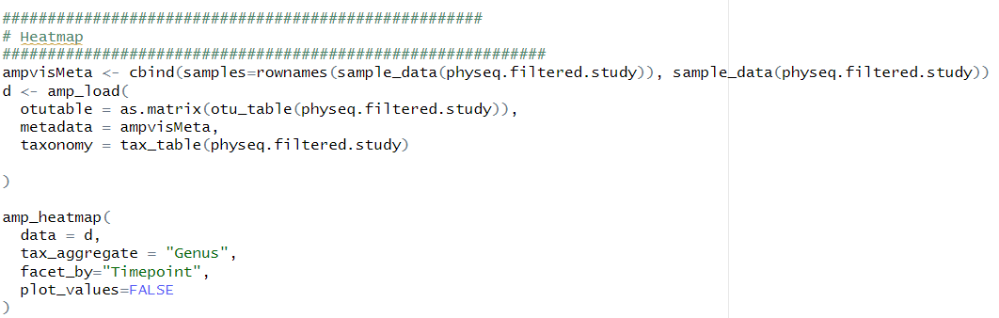 #####################################################
# Heatmap
############################################################
ampvisMeta <- cbind(samples=rownames(sample_data(physeq.filtered.study)), sample_data(physeq.filtered.study))
d <- amp_load(
  otutable = as.matrix(otu_table(physeq.filtered.study)),
  metadata = ampvisMeta,
  taxonomy = tax_table(physeq.filtered.study)
)
amp_heatmap(
  data = d,
  tax_aggregate = "Genus",
  facet_by="Timepoint",
  plot_values=FALSE
)